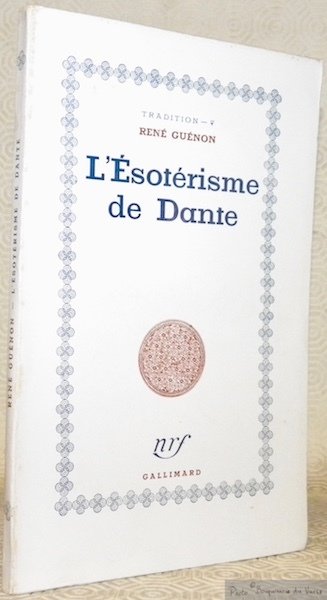 TRADITION — V
RENÉ GUÉNON
L'Ésotérisme
de Dante
nrf
GALLIMARD
RENÉ GUÉNON L'ÉSOTÉRISME DE DANTE
Photo © Bouquinerie du Varis